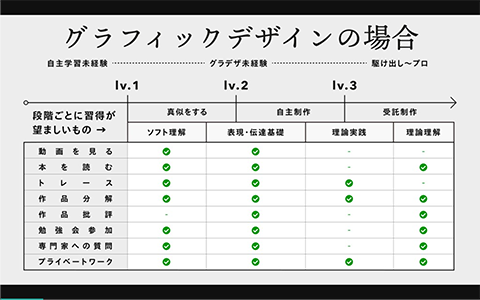 グラフィックデザインの場合
自主学習未経験 グラデザ未経験 駆け出し～プロ
lv.1 lv.2 lv.3
段階ごとに習得が
望ましいもの →
真似をする 自主制作 受託制作
ソフト理解 表現・伝達基礎 理論実践 理論理解
動画を見る ✓ ✓ - -
本を読む ✓ ✓ - ✓
トレース ✓ ✓ ✓ -
作品分解 ✓ ✓ ✓ ✓
作品批評 - ✓ - ✓
勉強会参加 ✓ ✓ - ✓
専門家への質問 ✓ ✓ - ✓
プライベートワーク ✓ ✓ ✓ ✓